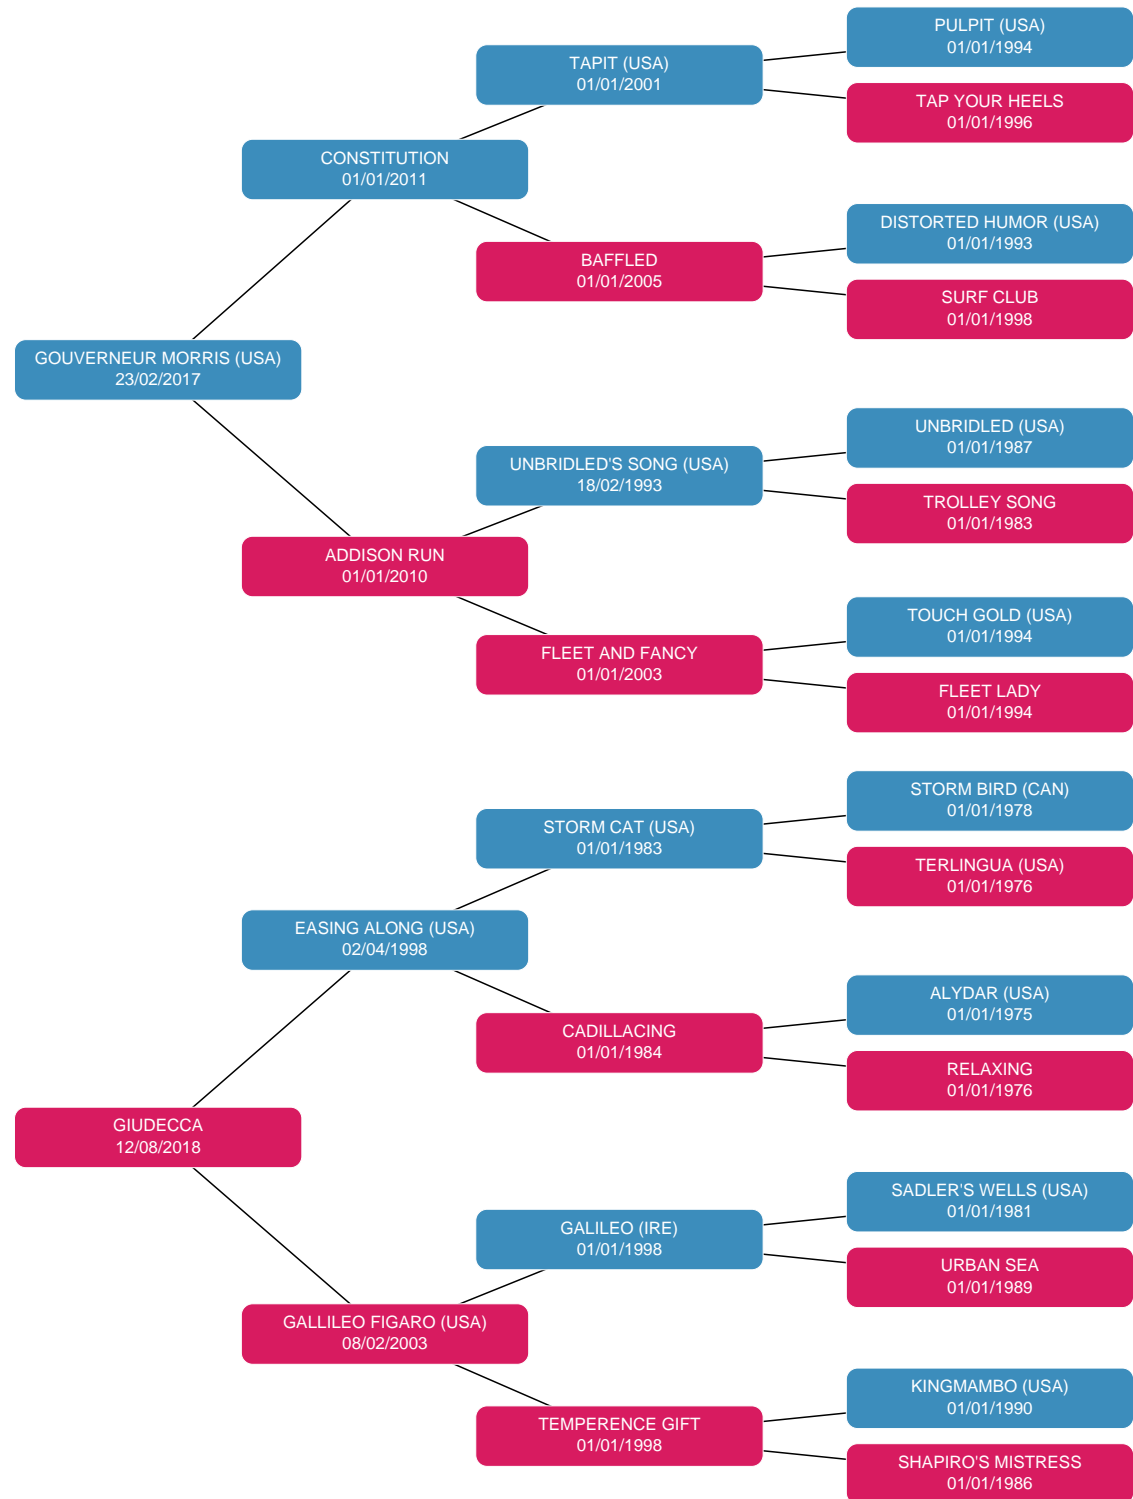 PULPIT (USA)
01/01/1994
TAPIT (USA)
01/01/2001
TAP YOUR HEELS
01/01/1996
CONSTITUTION
01/01/2011
DISTORTED HUMOR (USA)
01/01/1993
BAFFLED
01/01/2005
SURF CLUB
01/01/1998
GOUVERNEUR MORRIS (USA)
23/02/2017
UNBRIDLED (USA)
01/01/1987
UNBRIDLED'S SONG (USA)
18/02/1993
TROLLEY SONG
01/01/1983
ADDISON RUN
01/01/2010
TOUCH GOLD (USA)
01/01/1994
FLEET AND FANCY
01/01/2003
FLEET LADY
01/01/1994
STORM BIRD (CAN)
01/01/1978
STORM CAT (USA)
01/01/1983
TERLINGUA (USA)
01/01/1976
EASING ALONG (USA)
02/04/1998
ALYDAR (USA)
01/01/1975
CADILLACING
01/01/1984
RELAXING
01/01/1976
GIUDECCA
12/08/2018
SADLER'S WELLS (USA)
01/01/1981
GALILEO (IRE)
01/01/1998
URBAN SEA
01/01/1989
GALLILEO FIGARO (USA)
08/02/2003
KINGMAMBO (USA)
01/01/1990
TEMPERENCE GIFT
01/01/1998
SHAPIRO'S MISTRESS
01/01/1986